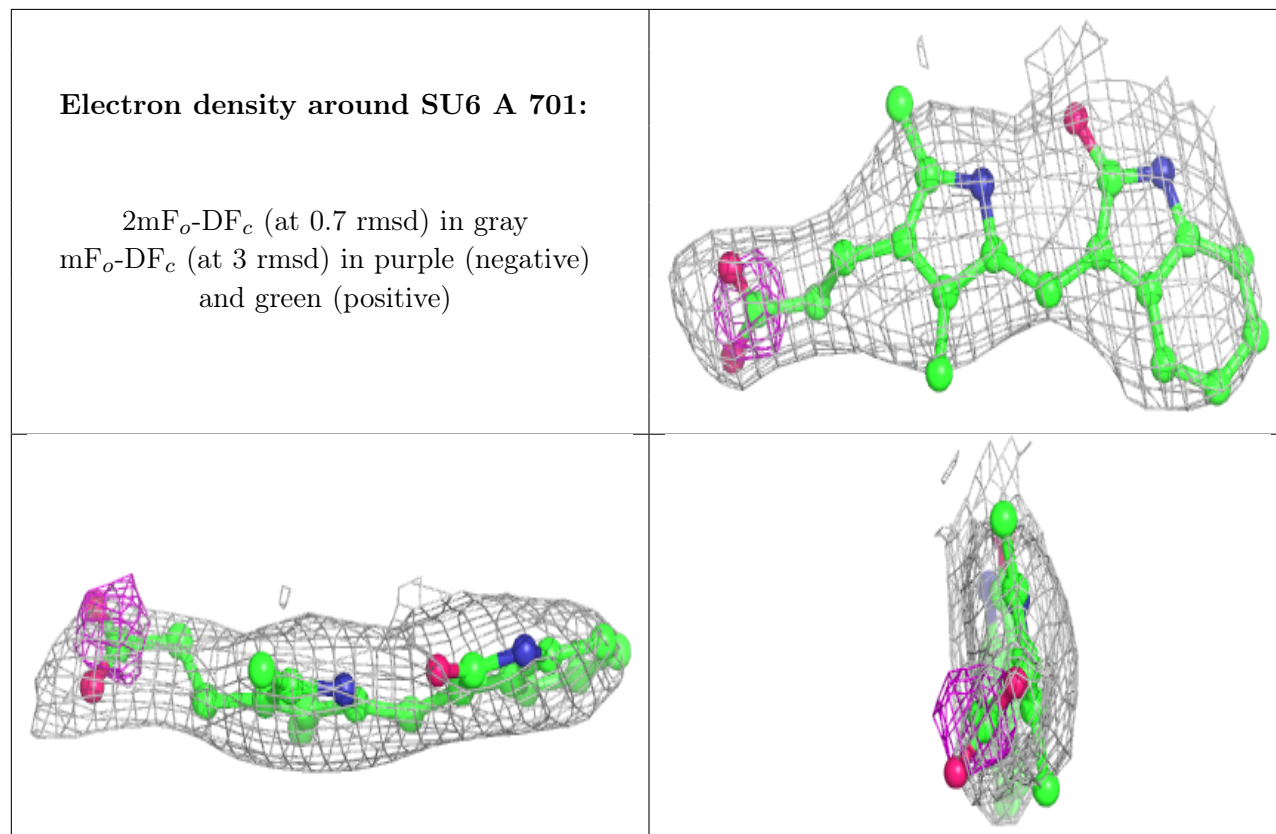 Electron density around SU6 A 701:
2mFo-DFc (at 0.7 rmsd) in gray
mFo-DFc (at 3 rmsd) in purple (negative)
and green (positive)